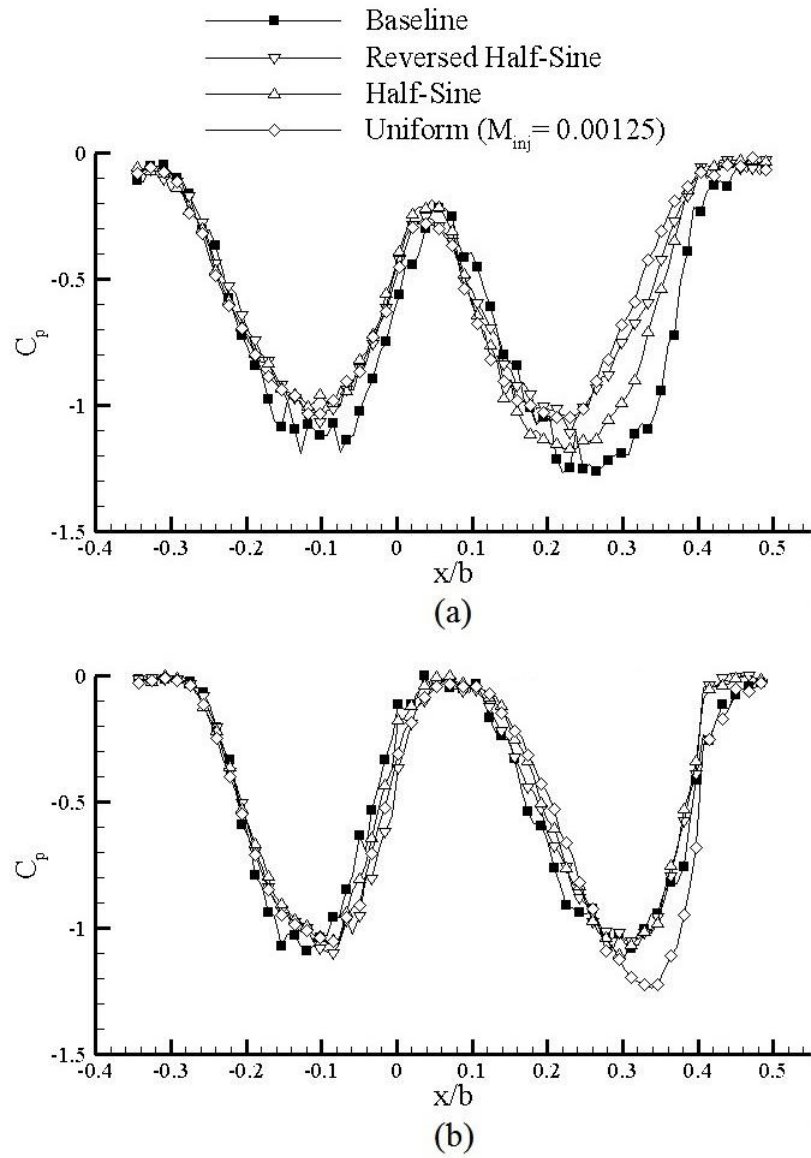 Baseline
Reversed Half-Sine
Half-Sine
Uniform (M_inj= 0.00125)
0
-0.5
-1
-1.5
C_p
-0.4 -0.3 -0.2 -0.1 0 0.1 0.2 0.3 0.4 0.5
x/b
(a)
0
-0.5
-1
-1.5
C_p
-0.4 -0.3 -0.2 -0.1 0 0.1 0.2 0.3 0.4 0.5
x/b
(b)